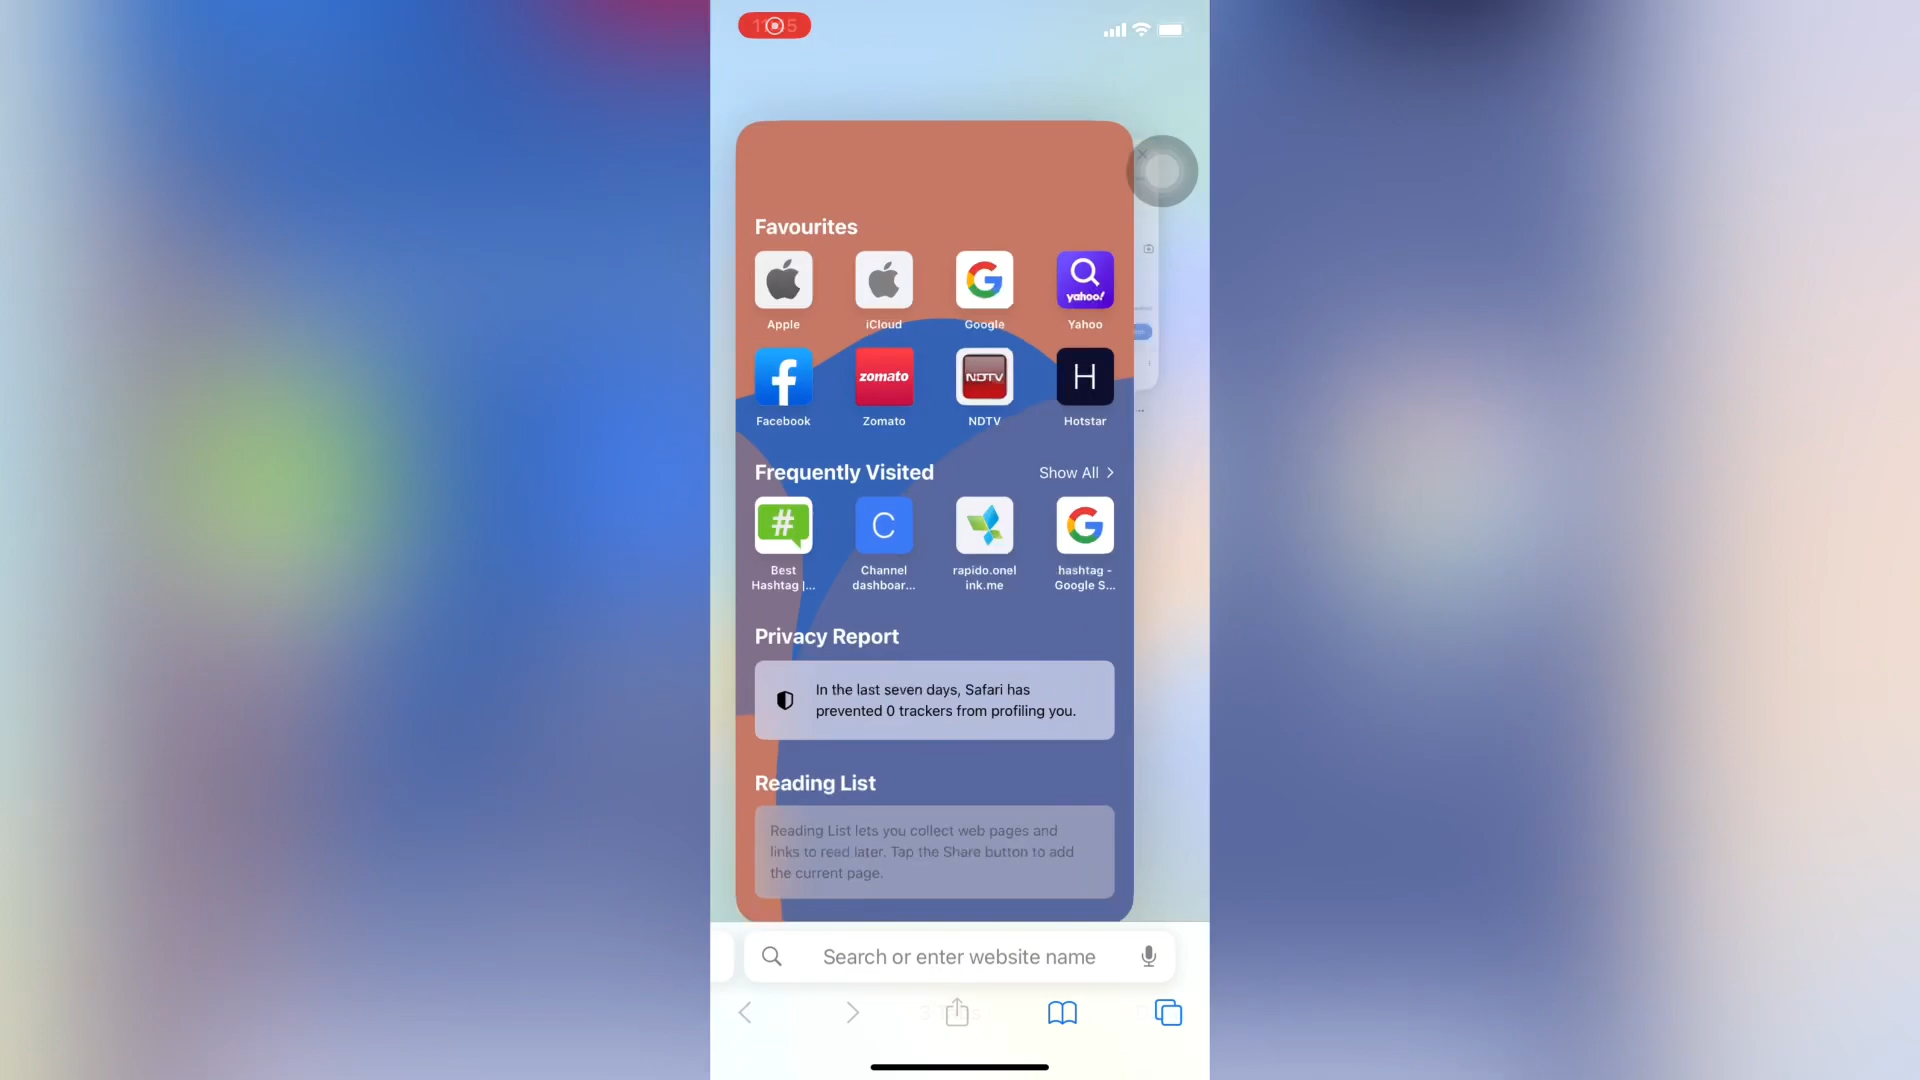 Favourites
yahoo!
Apple
iCloud
Google
Yahoo
zomato
NDTV
H
Facebook
Zomato
NDTV
Hotstar
Frequently Visited
Show All
#
C
Best
Hashtag |...
Channel
dashboar...
rapido.onel
ink.me
hashtag -
Google S...
Privacy Report
In the last seven days, Safari has
prevented 0 trackers from profiling you.
Reading List
Reading List lets you collect web pages and
links to read later. Tap the Share button to add
the current page.
Search or enter website name